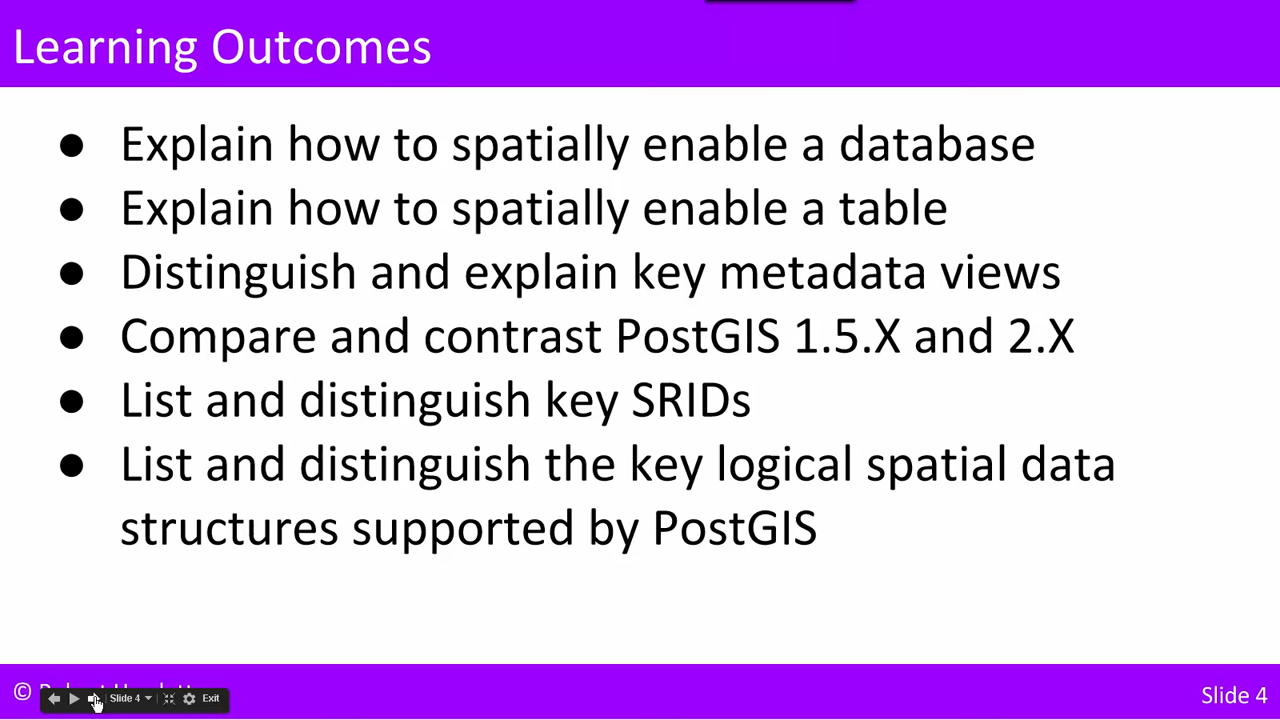 Learning Outcomes
● Explain how to spatially enable a database
● Explain how to spatially enable a table
● Distinguish and explain key metadata views
● Compare and contrast PostGIS 1.5.X and 2.X
● List and distinguish key SRIDs
● List and distinguish the key logical spatial data
structures supported by PostGIS
©
Slide 4 Exit
Slide 4